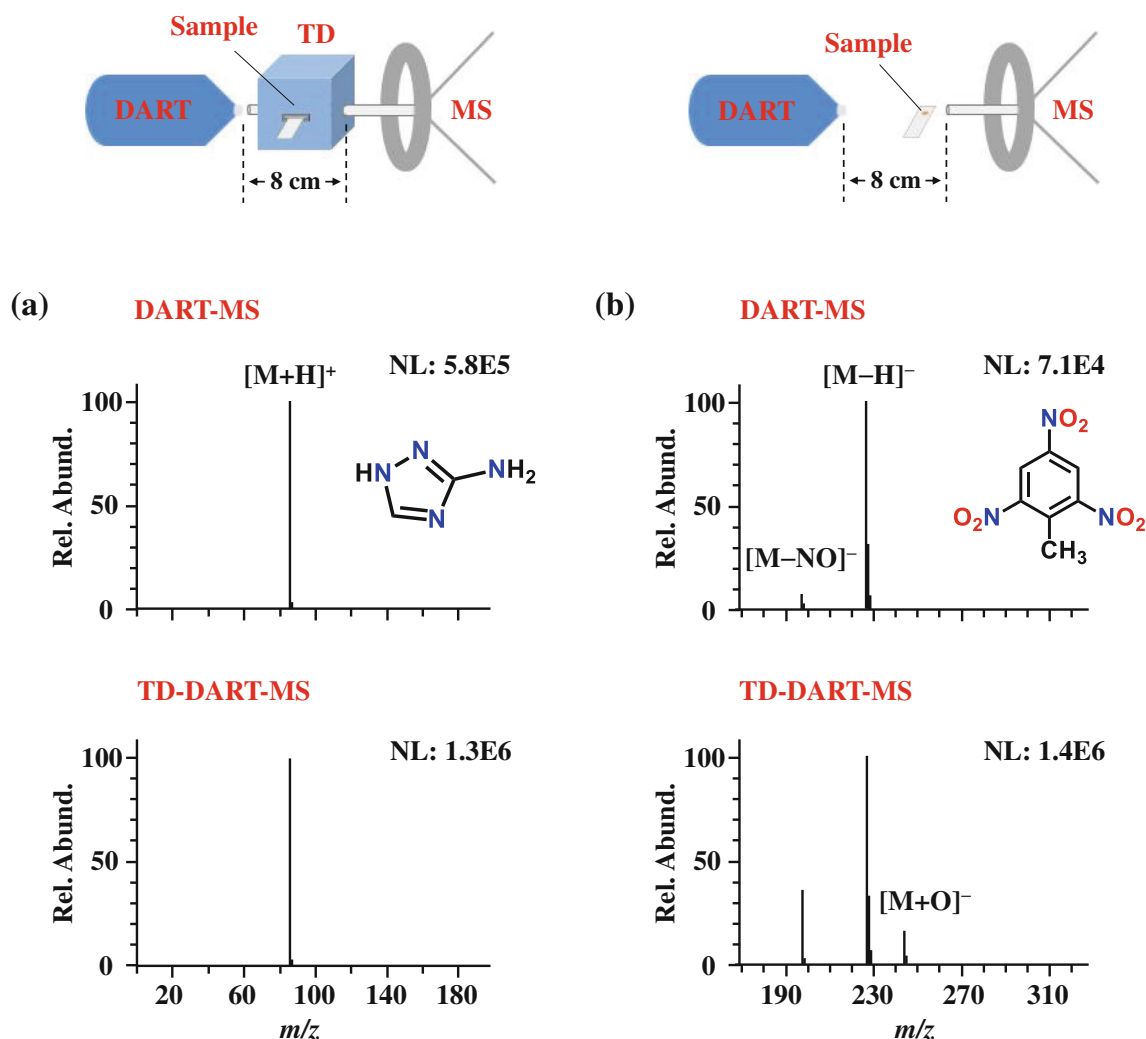 Sample
TD
DART
MS
8 cm
Sample
DART
MS
8 cm
(a)
DART-MS
[M+H]⁺
NL: 5.8E5
Rel. Abund.
100
50
0
N
HN
N
NH₂
TD-DART-MS
NL: 1.3E6
Rel. Abund.
100
50
0
20 60 100 140 180
m/z
(b)
DART-MS
[M−H]⁻
NL: 7.1E4
Rel. Abund.
100
50
0
[M−NO]⁻
NO₂
O₂N
NO₂
CH₃
TD-DART-MS
NL: 1.4E6
Rel. Abund.
100
50
0
[M+O]⁻
190 230 270 310
m/z